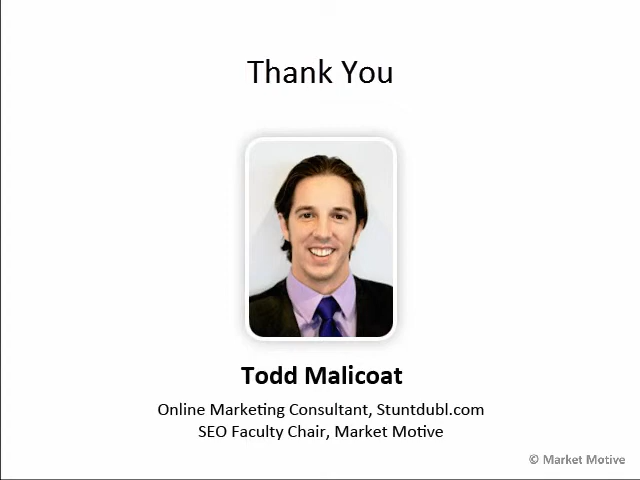 Thank You
Todd Malicoat
Online Marketing Consultant, Stuntdubl.com
SEO Faculty Chair, Market Motive
© Market Motive